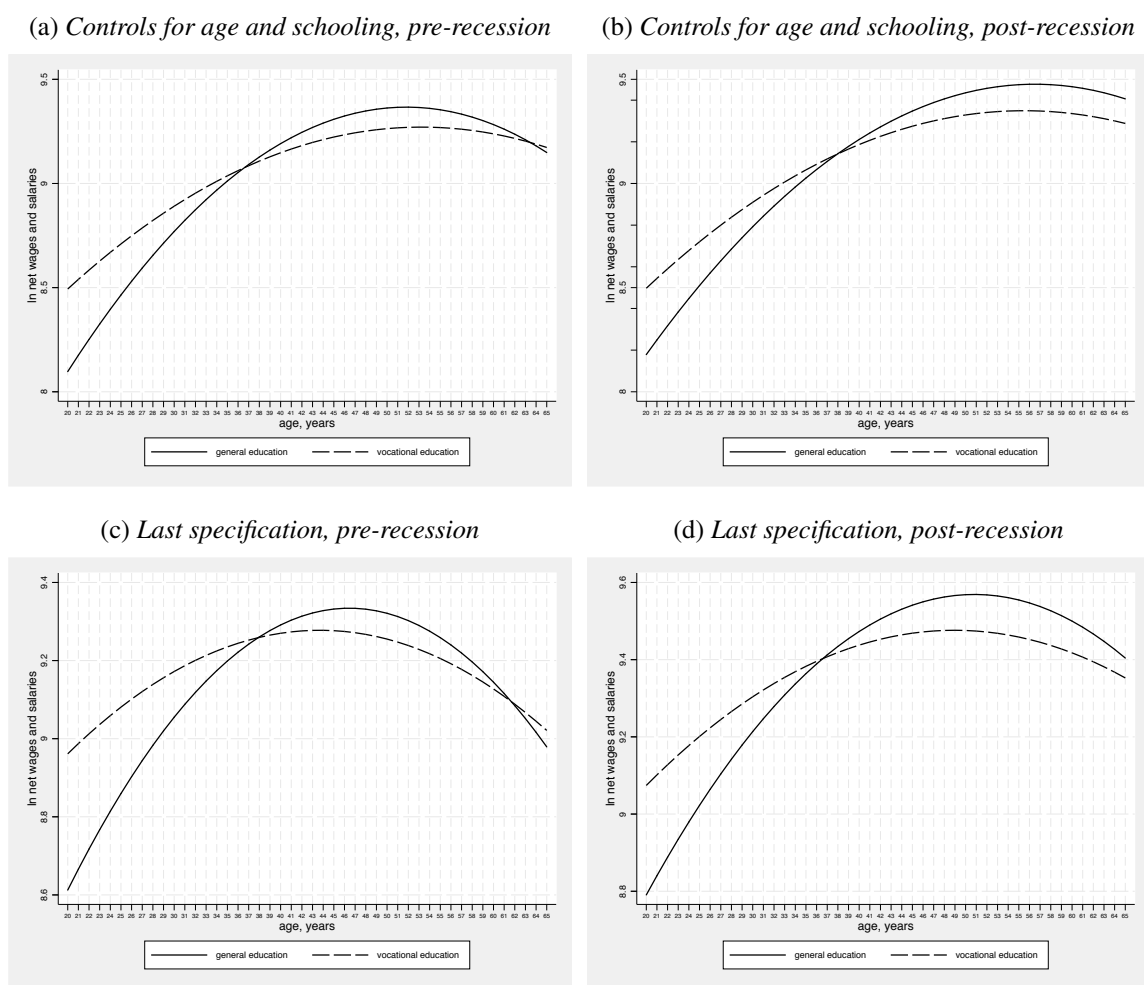 (a) Controls for age and schooling, pre-recession
ln net wages and salaries
9.5
9
8.5
8
20 21 22 23 24 25 26 27 28 29 30 31 32 33 34 35 36 37 38 39 40 41 42 43 44 45 46 47 48 49 50 51 52 53 54 55 56 57 58 59 60 61 62 63 64 65
age, years
general education
vocational education
(b) Controls for age and schooling, post-recession
ln net wages and salaries
9.5
9
8.5
8
20 21 22 23 24 25 26 27 28 29 30 31 32 33 34 35 36 37 38 39 40 41 42 43 44 45 46 47 48 49 50 51 52 53 54 55 56 57 58 59 60 61 62 63 64 65
age, years
general education
vocational education
(c) Last specification, pre-recession
ln net wages and salaries
9.4
9.2
9
8.8
8.6
20 21 22 23 24 25 26 27 28 29 30 31 32 33 34 35 36 37 38 39 40 41 42 43 44 45 46 47 48 49 50 51 52 53 54 55 56 57 58 59 60 61 62 63 64 65
age, years
general education
vocational education
(d) Last specification, post-recession
ln net wages and salaries
9.6
9.4
9.2
9
8.8
20 21 22 23 24 25 26 27 28 29 30 31 32 33 34 35 36 37 38 39 40 41 42 43 44 45 46 47 48 49 50 51 52 53 54 55 56 57 58 59 60 61 62 63 64 65
age, years
general education
vocational education